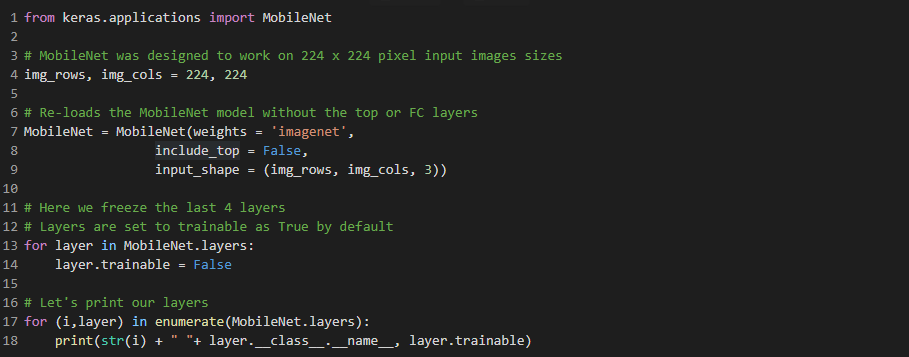 1 from keras.applications import MobileNet
2
3 # MobileNet was designed to work on 224 x 224 pixel input images sizes
4 img_rows, img_cols = 224, 224
5
6 # Re-loads the MobileNet model without the top or FC layers
7 MobileNet = MobileNet(weights = 'imagenet',
8                  include_top = False,
9                  input_shape = (img_rows, img_cols, 3))
10
11 # Here we freeze the last 4 layers
12 # Layers are set to trainable as True by default
13 for layer in MobileNet.layers:
14     layer.trainable = False
15
16 # Let's print our layers
17 for (i,layer) in enumerate(MobileNet.layers):
18     print(str(i) + " "+ layer.__class__.__name__, layer.trainable)